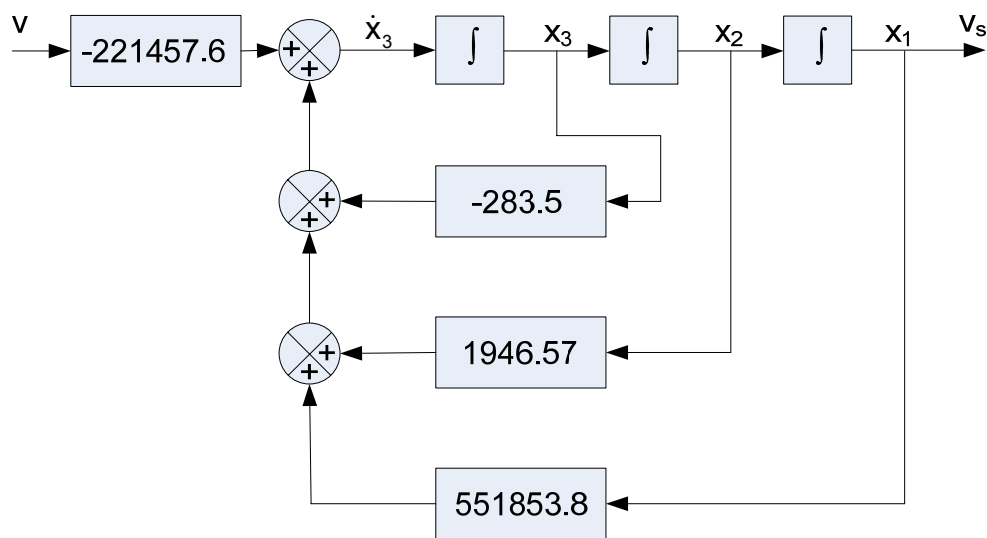 v
-221457.6
+
+
ẋ₃
∫
x₃
∫
x₂
∫
x₁
vₛ
+
+
-283.5
+
+
1946.57
551853.8